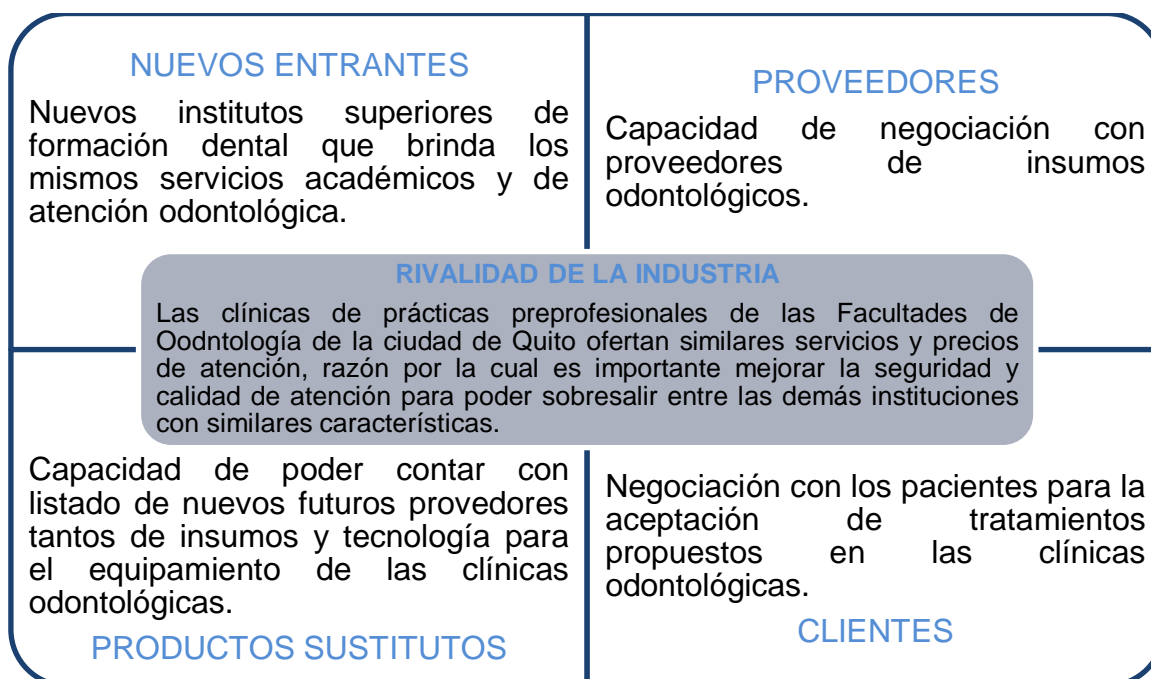 NUEVOS ENTRANTES
Nuevos institutos superiores de
formación dental que brinda los
mismos servicios académicos y de
atención odontológica.
PROVEEDORES
Capacidad de negociación con
proveedores de insumos
odontológicos.
RIVALIDAD DE LA INDUSTRIA
Las clínicas de prácticas preprofesionales de las Facultades de
Oodntología de la ciudad de Quito ofertan similares servicios y precios
de atención, razón por la cual es importante mejorar la seguridad y
calidad de atención para poder sobresalir entre las demás instituciones
con similares características.
Capacidad de poder contar con
listado de nuevos futuros provedores
tantos de insumos y tecnología para
el equipamiento de las clínicas
odontológicas.
PRODUCTOS SUSTITUTOS
Negociación con los pacientes para la
aceptación de tratamientos
propuestos en las clínicas
odontológicas.
CLIENTES